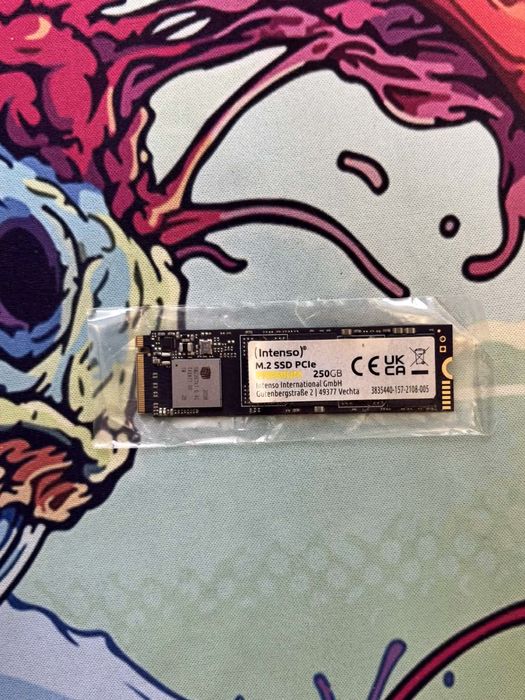 (Intenso)®
M.2 SSD PCIe
250GB
Intenso International GmbH
Gutenbergstraße 2 | 49377 Vechta
CE UK CA
3835440-157-2108-005